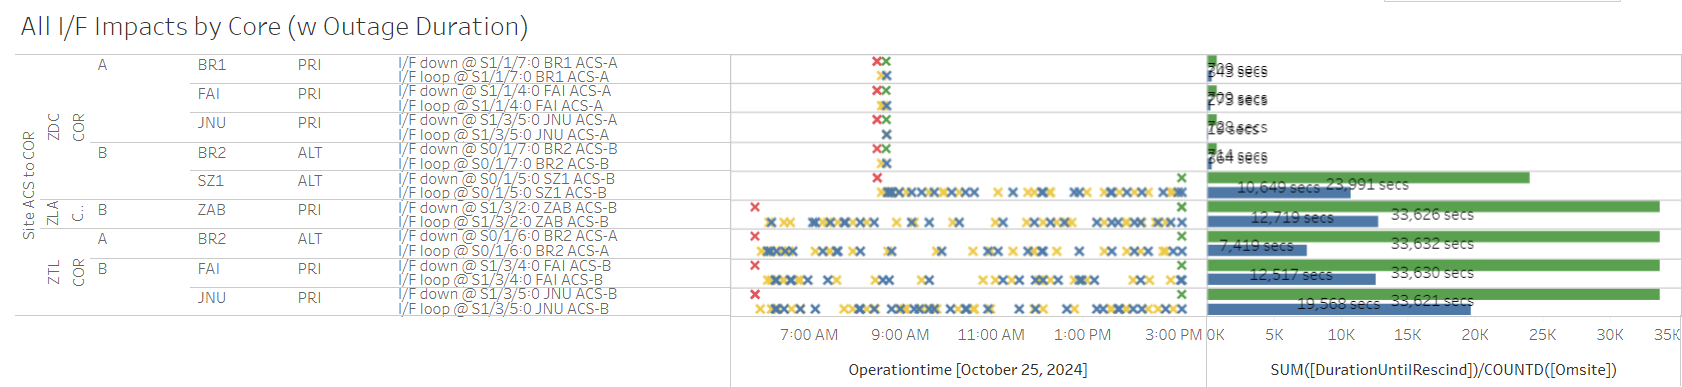 All I/F Impacts by Core (w Outage Duration)
Site ACS to COR
ZDC
COR
A
BR1
PRI
I/F down @ S1/1/7:0 BR1 ACS-A
I/F loop @ S1/1/7:0 BR1 ACS-A
secs
FAI
PRI
I/F down @ S1/1/4:0 FAI ACS-A
I/F loop @ S1/1/4:0 FAI ACS-A
secs
JNU
PRI
I/F down @ S1/3/5:0 JNU ACS-A
I/F loop @ S1/3/5:0 JNU ACS-A
secs
B
BR2
ALT
I/F down @ S0/1/7:0 BR2 ACS-B
I/F loop @ S0/1/7:0 BR2 ACS-B
secs
SZ1
ALT
I/F down @ S0/1/5:0 SZ1 ACS-B
I/F loop @ S0/1/5:0 SZ1 ACS-B
23,991 secs
10,649 secs
ZLA
C..
B
ZAB
PRI
I/F down @ S1/3/2:0 ZAB ACS-B
I/F loop @ S1/3/2:0 ZAB ACS-B
33,626 secs
12,719 secs
ZTL
COR
A
BR2
ALT
I/F down @ S0/1/6:0 BR2 ACS-A
I/F loop @ S0/1/6:0 BR2 ACS-A
33,632 secs
7,419 secs
B
FAI
PRI
I/F down @ S1/3/4:0 FAI ACS-B
I/F loop @ S1/3/4:0 FAI ACS-B
33,630 secs
12,517 secs
JNU
PRI
I/F down @ S1/3/5:0 JNU ACS-B
I/F loop @ S1/3/5:0 JNU ACS-B
33,621 secs
19,568 secs
7:00 AM 9:00 AM 11:00 AM 1:00 PM 3:00 PM
0K 5K 10K 15K 20K 25K 30K 35K
Operationtime [October 25, 2024]
SUM([DurationUntilRescind])/COUNTD([Omsite])